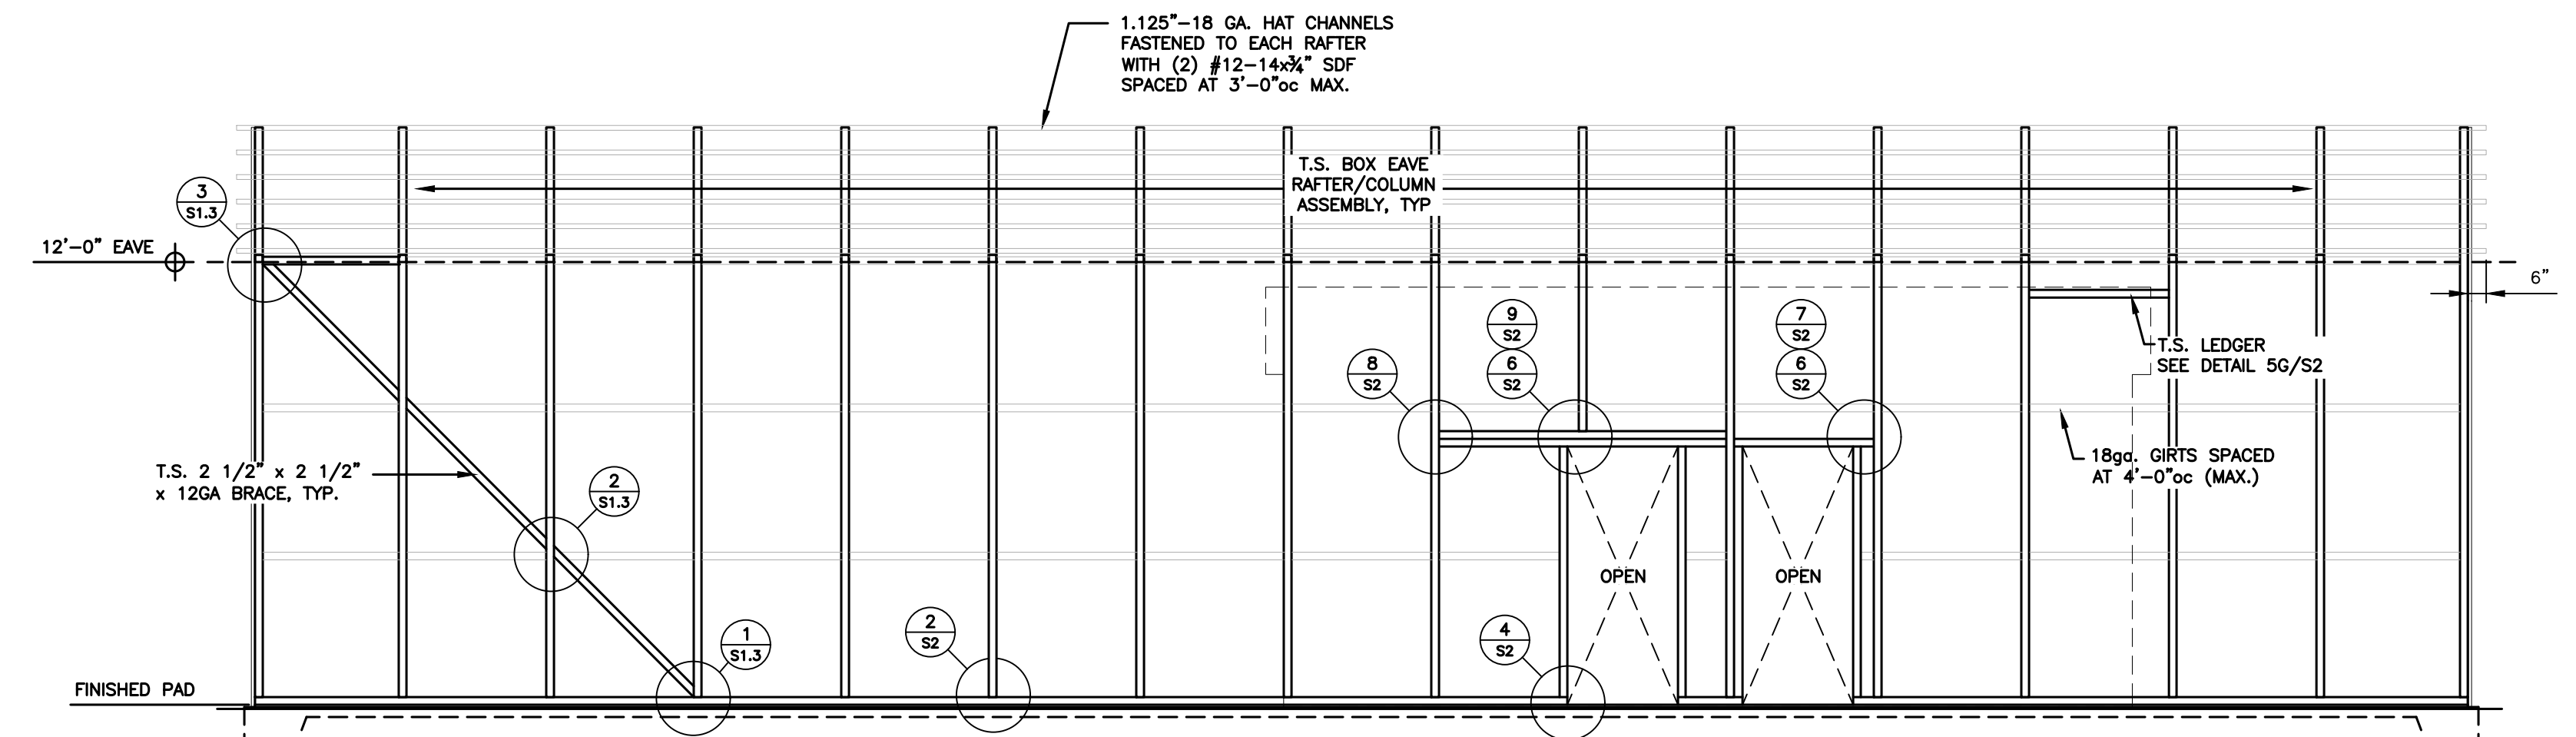 1.125"-18 GA. HAT CHANNELS
FASTENED TO EACH RAFTER
WITH (2) #12-14x¾" SDF
SPACED AT 3'-0"oc MAX.
T.S. BOX EAVE
RAFTER/COLUMN
ASSEMBLY, TYP
3
S1.3
12'-0" EAVE
6"
9
S2
7
S2
8
S2
6
S2
6
S2
T.S. LEDGER
SEE DETAIL 5G/S2
18ga. GIRTS SPACED
AT 4'-0"oc (MAX.)
T.S. 2 1/2" x 2 1/2"
x 12GA BRACE, TYP.
2
S1.3
OPEN
OPEN
1
S1.3
2
S2
4
S2
FINISHED PAD